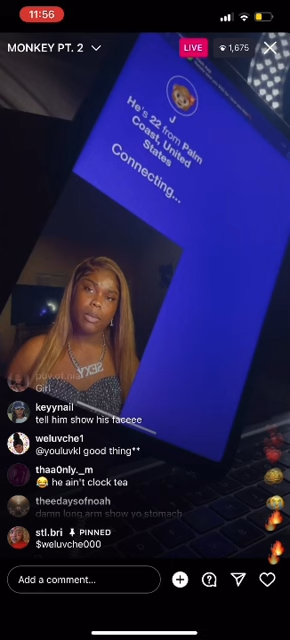 11:56
MONKEY PT. 2
LIVE
1,675
J
He's 22 from Palm
Coast, United
States
Connecting...
SEXY
Girl
keyynail
tell him show his faceee
weluvche1
@youluvkl good thing**
thaa0nly._m
😂 he ain't clock tea
theedaysofnoah
damn long arm show yo stomach
stl.bri PINNED
$weluvche000
Add a comment...